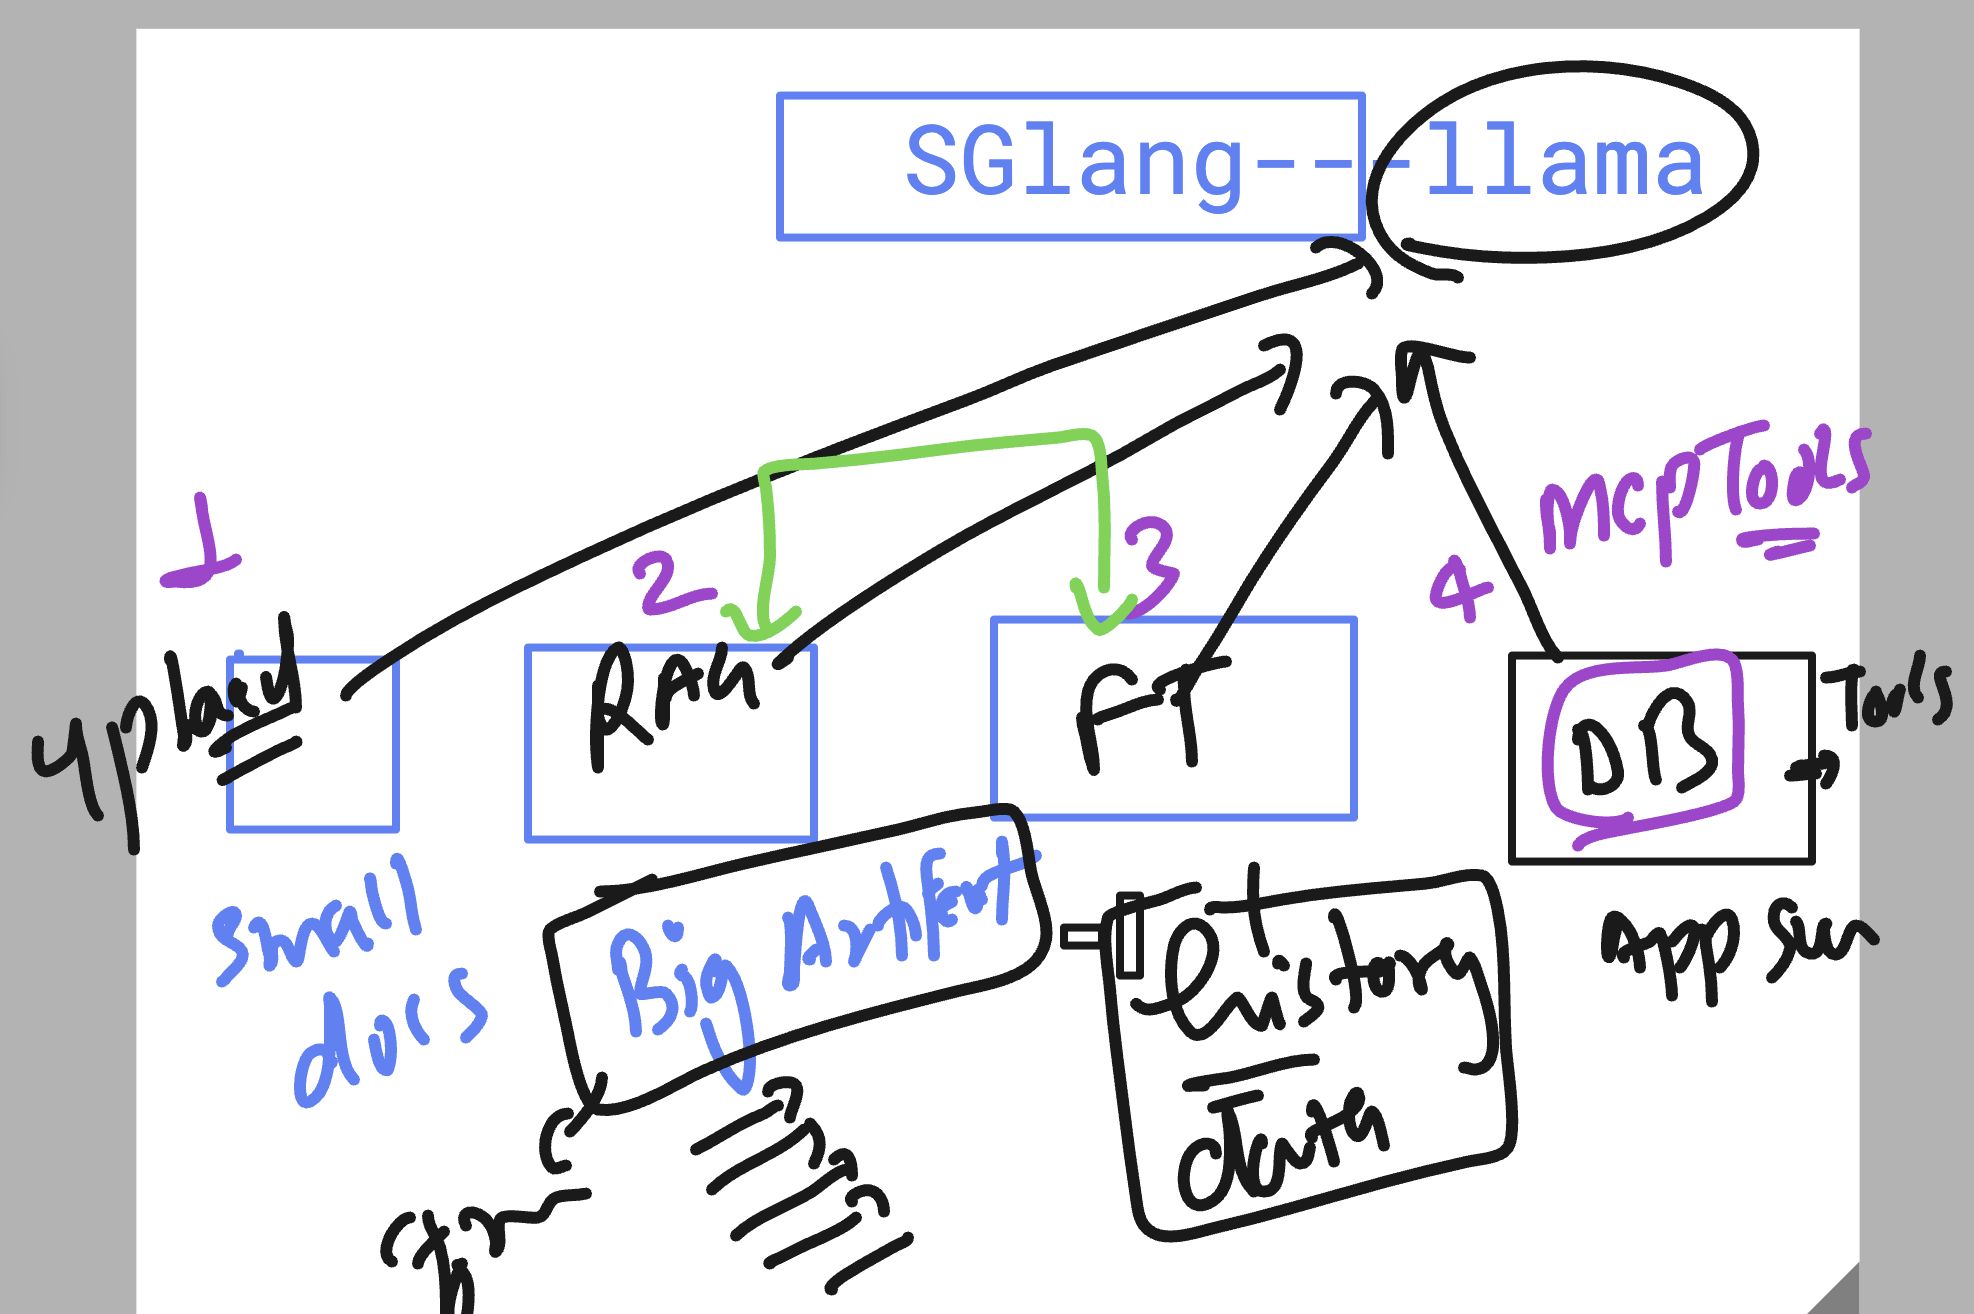 SGlang---llama
mcp Tools
1
2
3
4
upload
RAG
FT
DB
Tools
small
docs
Big Artifact
history
data
App